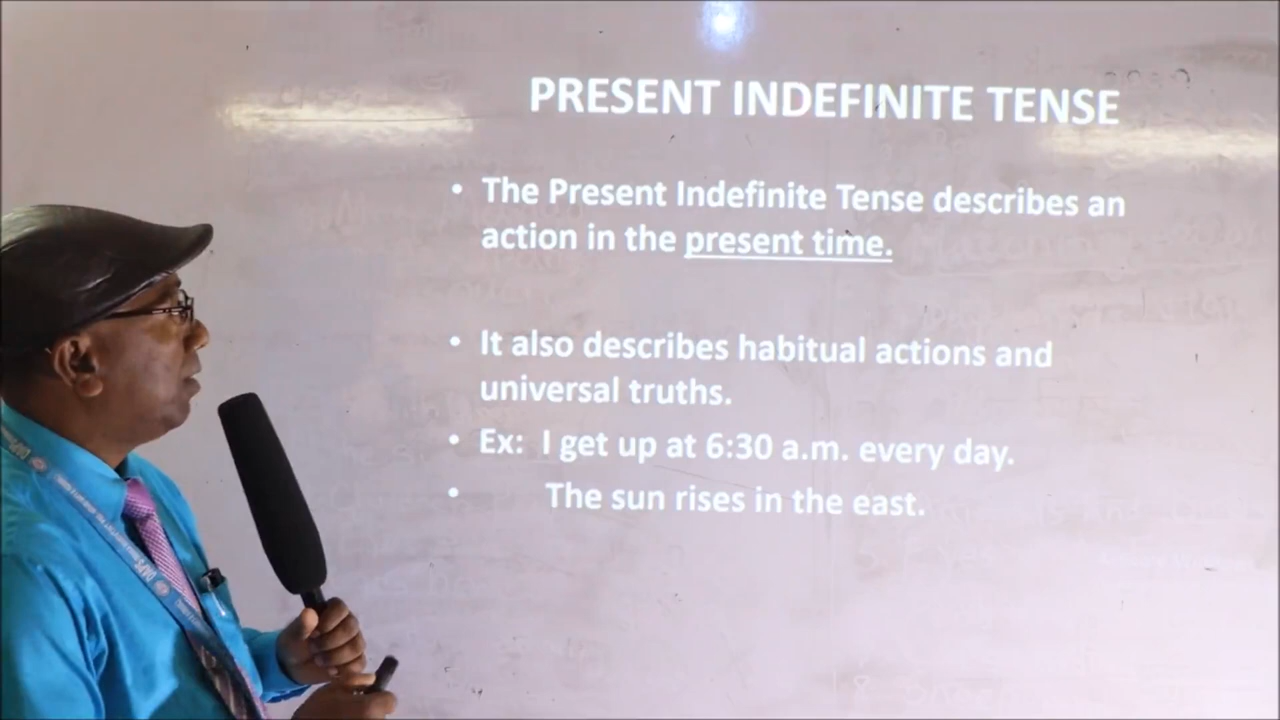 PRESENT INDEFINITE TENSE
• The Present Indefinite Tense describes an
action in the present time.
• It also describes habitual actions and
universal truths.
• Ex: I get up at 6:30 a.m. every day.
• The sun rises in the east.